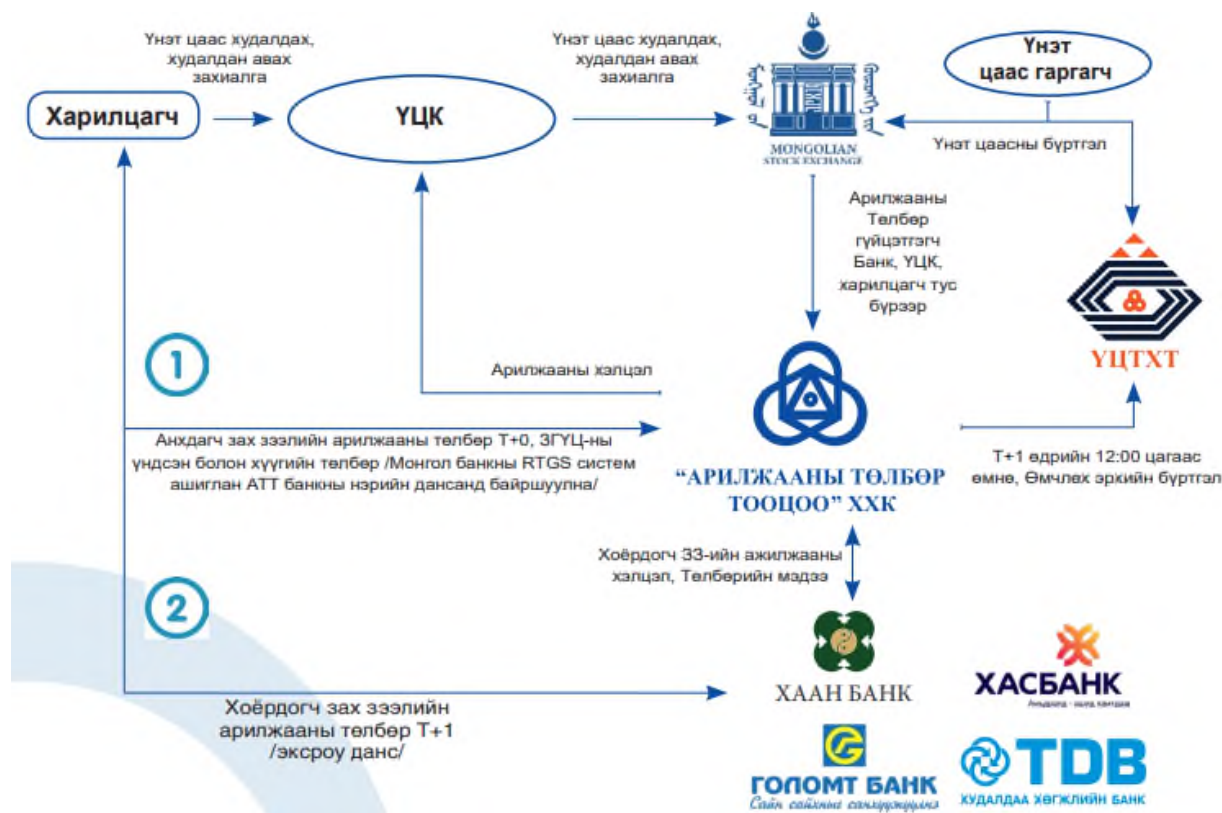 Үнэт цаас худалдах,
худалдан авах
захиалга
Үнэт цаас худалдах,
худалдан авах
захиалга
Харилцагч
ҮЦК
MONGOLIAN
STOCK EXCHANGE
Үнэт
цаас гаргагч
Үнэт цаасны бүртгэл
Арилжааны
Төлбөр
гүйцэтгэгч
Банк, ҮЦК,
харилцагч тус
бүрээр
ҮЦТХТ
1
Арилжааны хэлцэл
Анхдагч зах зээлийн арилжааны төлбөр T+0, ЗГҮЦ-ны
үндсэн болон хүүгийн төлбөр /Монгол банкны RTGS систем
ашиглан АТТ банкны нэрийн дансанд байршуулна/
"АРИЛЖААНЫ ТӨЛБӨР
ТООЦОО" ХХК
T+1 өдрийн 12:00 цагаас
өмнө, Өмчлөх эрхийн бүртгэл
Хоёрдогч ЗЗ-ийн ажилжааны
хэлцэл, Төлбөрийн мэдээ
2
Хоёрдогч зах зээлийн
арилжааны төлбөр T+1
/эксроу данс/
ХААН БАНК
ХАСБАНК
ГОЛОМТ БАНК
Сайн сайхныг санхүүжүүлнэ
TDB
ХУДАЛДАА ХӨГЖЛИЙН БАНК